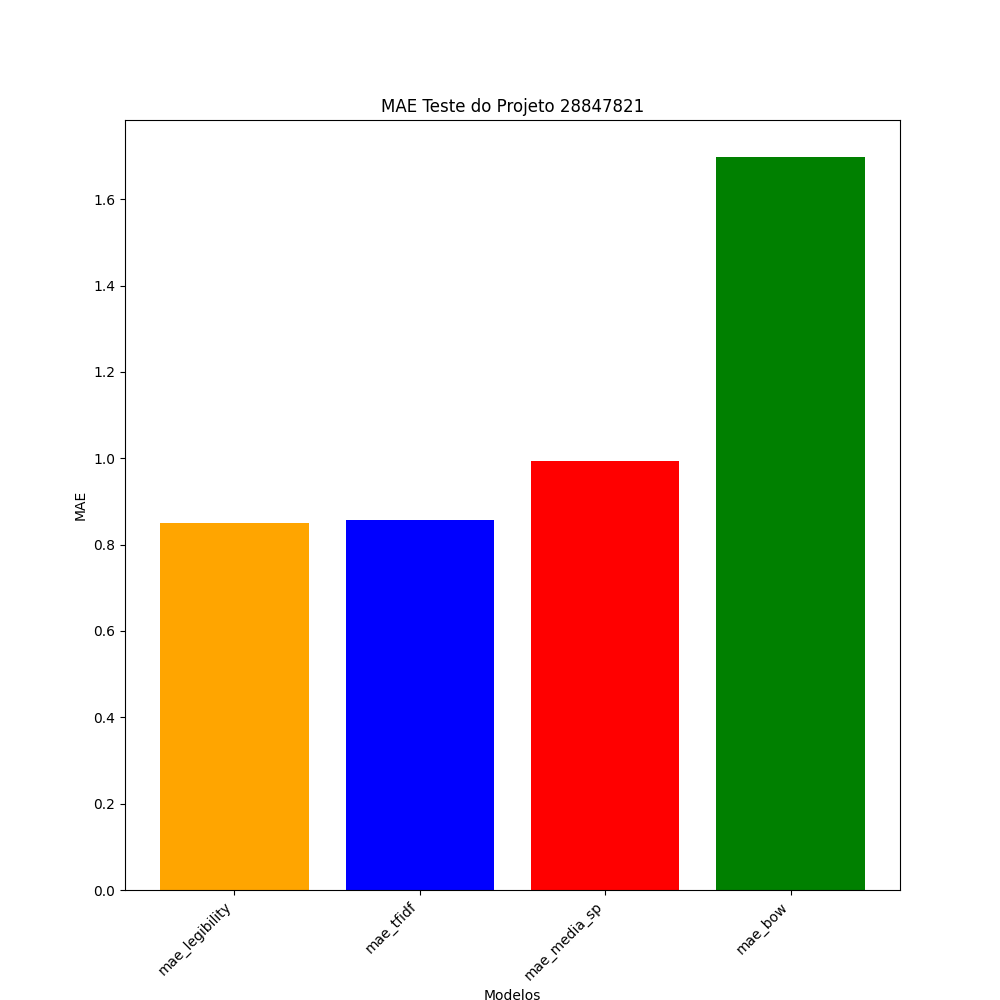 MAE Teste do Projeto 28847821
MAE
1.6
1.4
1.2
1.0
0.8
0.6
0.4
0.2
0.0
mae_legibility
mae_tfidf
mae_media_sp
mae_bow
Modelos